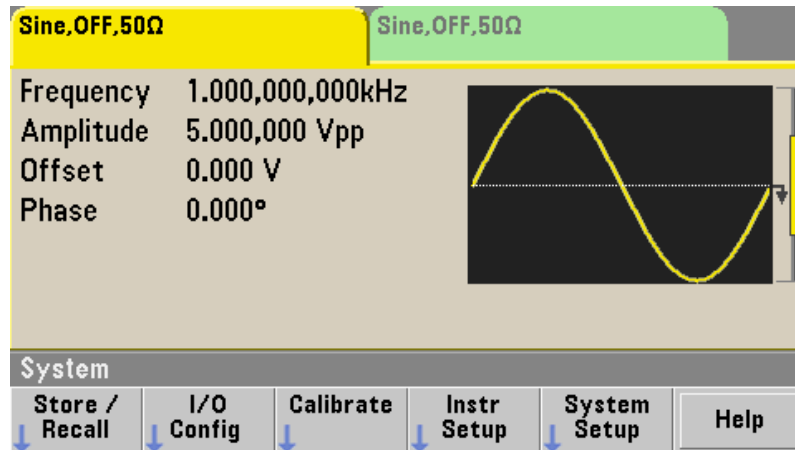 Sine,OFF,50Ω
Sine,OFF,50Ω
Frequency 1.000,000,000kHz
Amplitude 5.000,000 Vpp
Offset 0.000 V
Phase 0.000°
System
Store / Recall
I/O Config
Calibrate
Instr Setup
System Setup
Help